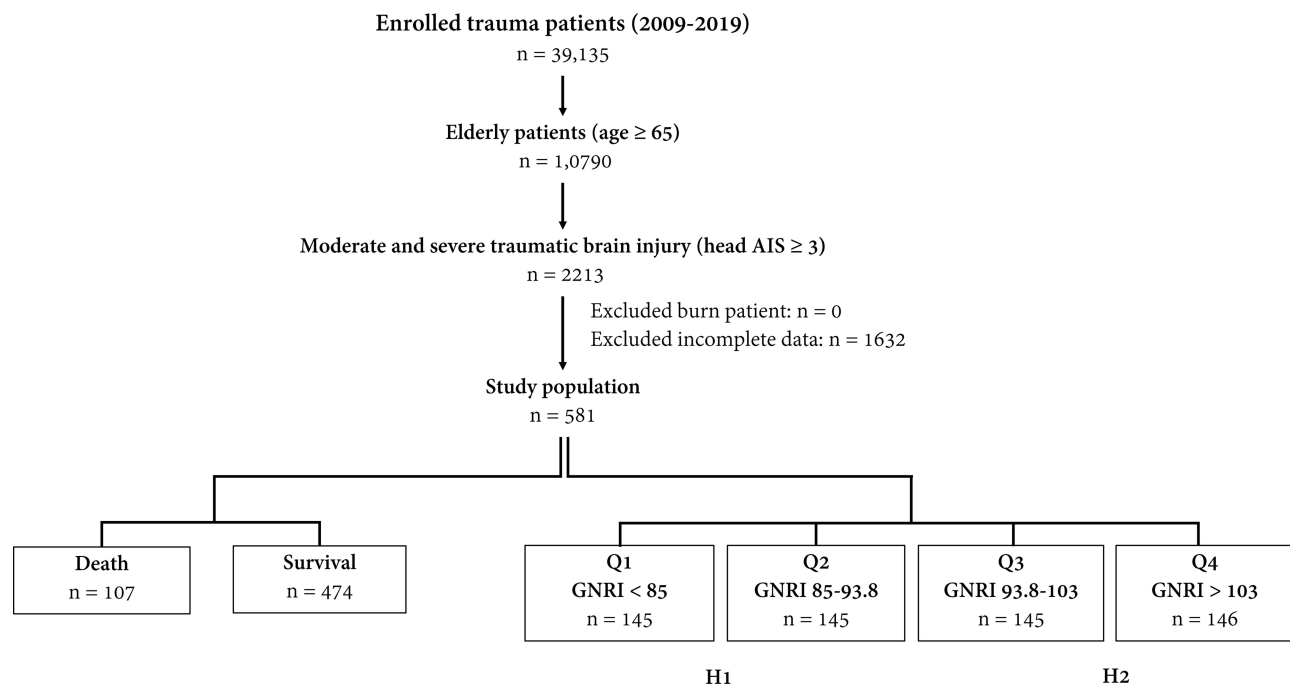 Enrolled trauma patients (2009-2019)
n = 39,135
Elderly patients (age ≥ 65)
n = 1,0790
Moderate and severe traumatic brain injury (head AIS ≥ 3)
n = 2213
Excluded burn patient: n = 0
Excluded incomplete data: n = 1632
Study population
n = 581
Death
n = 107
Survival
n = 474
Q1
GNRI < 85
n = 145
Q2
GNRI 85-93.8
n = 145
Q3
GNRI 93.8-103
n = 145
Q4
GNRI > 103
n = 146
H1
H2